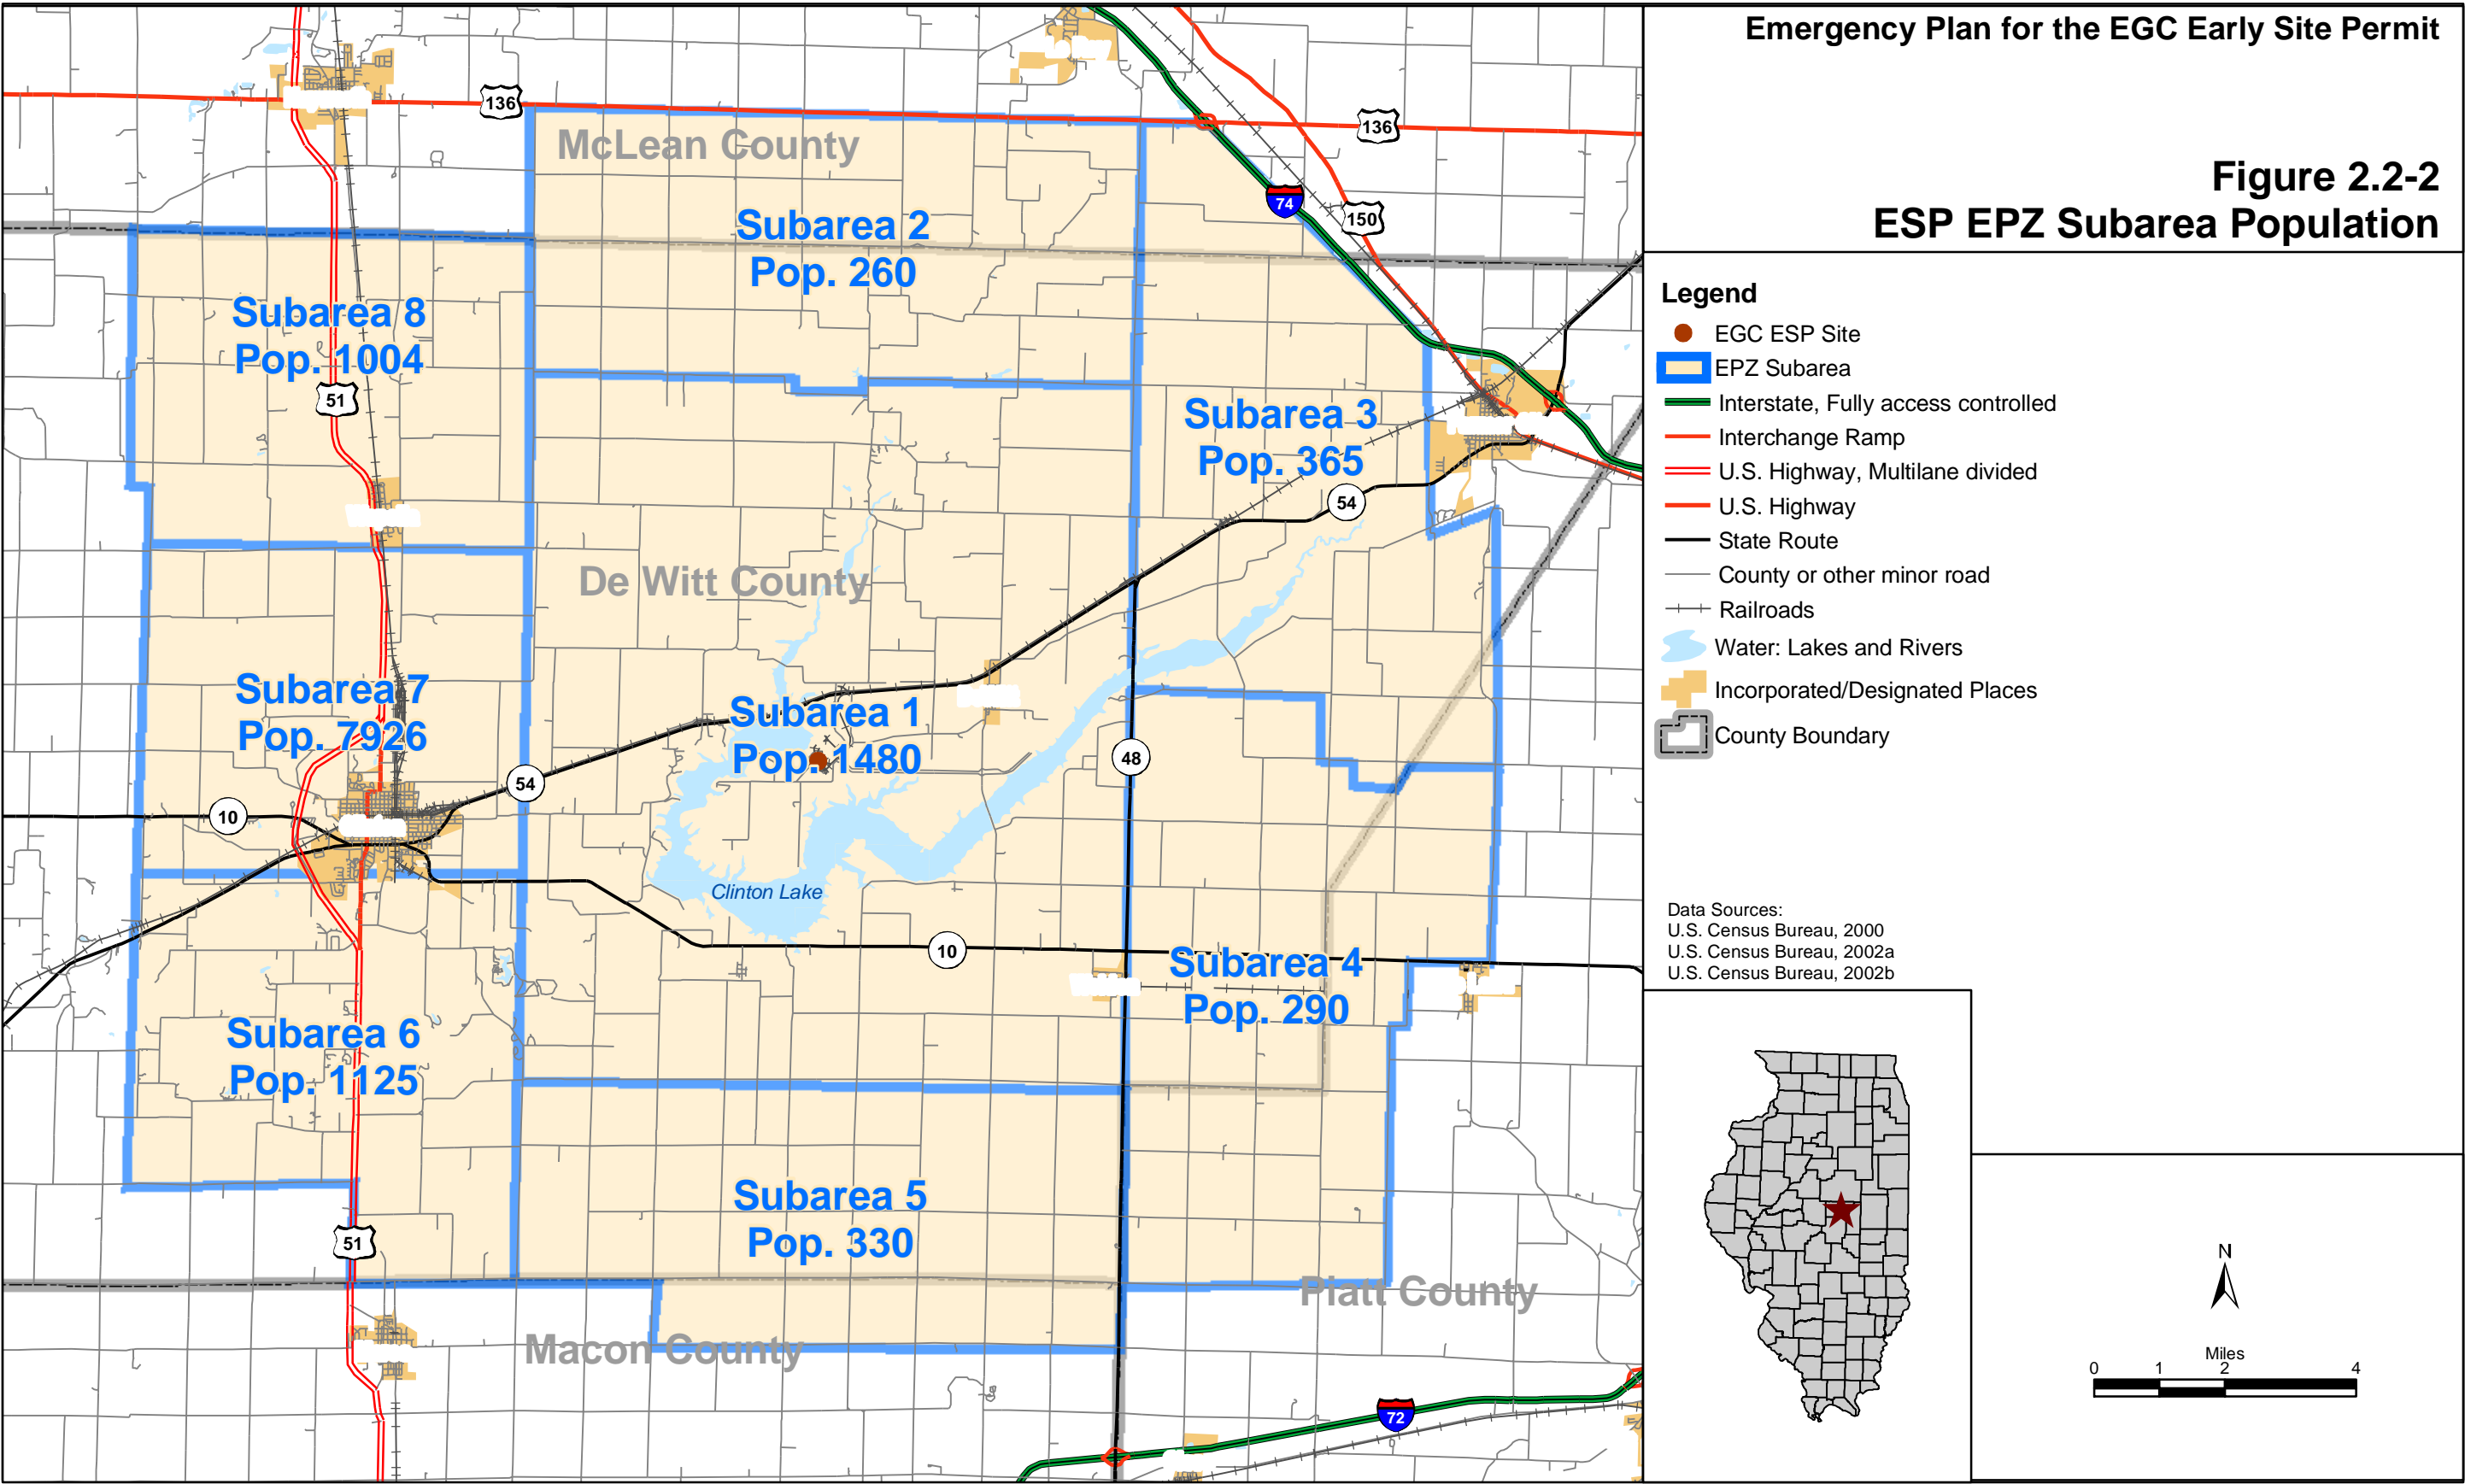 Emergency Plan for the EGC Early Site Permit
Figure 2.2-2
ESP EPZ Subarea Population
Legend
EGC ESP Site
EPZ Subarea
Interstate, Fully access controlled
Interchange Ramp
U.S. Highway, Multilane divided
U.S. Highway
State Route
County or other minor road
Railroads
Water: Lakes and Rivers
Incorporated/Designated Places
County Boundary
Data Sources:
U.S. Census Bureau, 2000
U.S. Census Bureau, 2002a
U.S. Census Bureau, 2002b
N
Miles
0 1 2 4
136
136
McLean County
74
150
Subarea 2
Pop. 260
Subarea 8
Pop. 1004
51
Subarea 3
Pop. 365
54
De Witt County
Subarea 7
Pop. 7926
Subarea 1
Pop. 1480
48
54
10
Clinton Lake
10
Subarea 4
Pop. 290
Subarea 6
Pop. 1125
Subarea 5
Pop. 330
51
Piatt County
Macon County
72